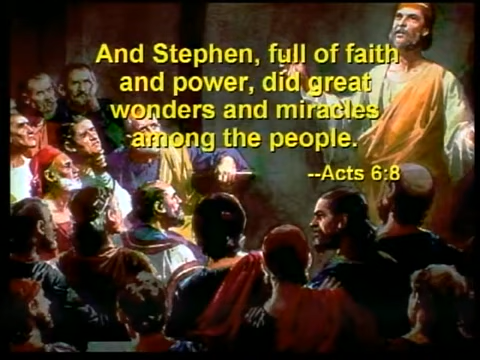 And Stephen, full of faith
and power, did great
wonders and miracles
among the people.
--Acts 6:8